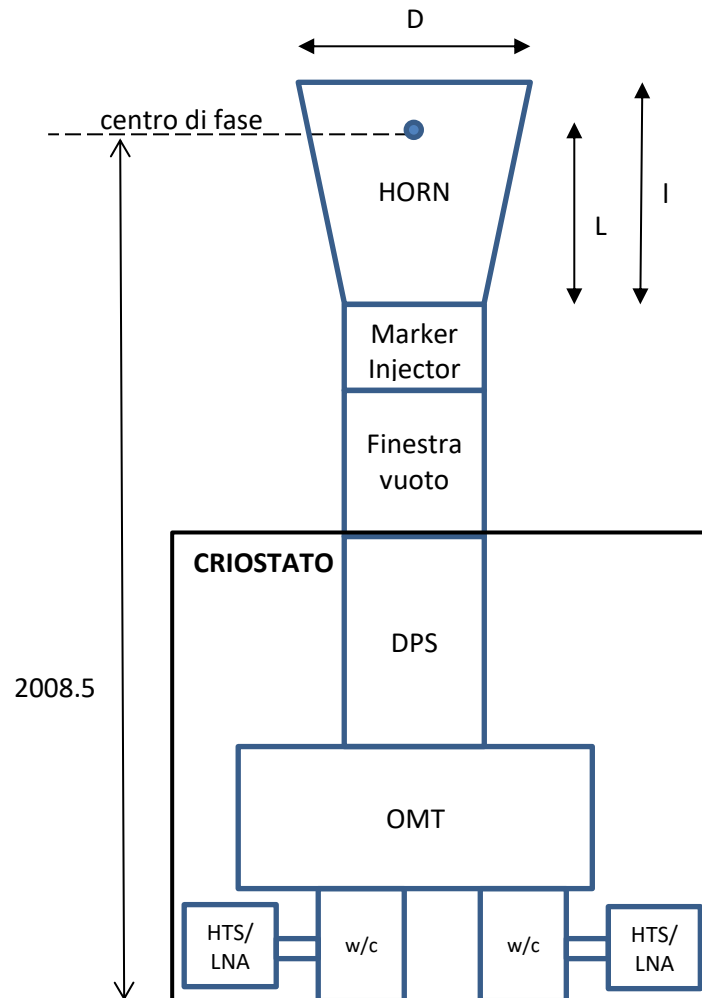 D
centro di fase
HORN
L
l
Marker
Injector
Finestra
vuoto
CRIOSTATO
DPS
2008.5
OMT
HTS/
LNA
w/c
w/c
HTS/
LNA